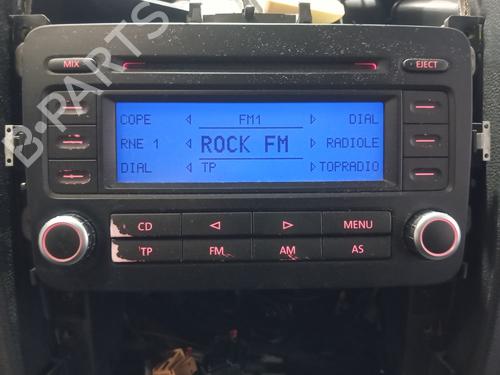 B-PARTS
MIX
EJECT
COPE ◁ FM1 ▷ DIAL
RNE 1 ◁ ROCK FM ▷ RADIOLE
DIAL ◁ TP ▷ TOPRADIO
CD MENU
TP FM AM AS